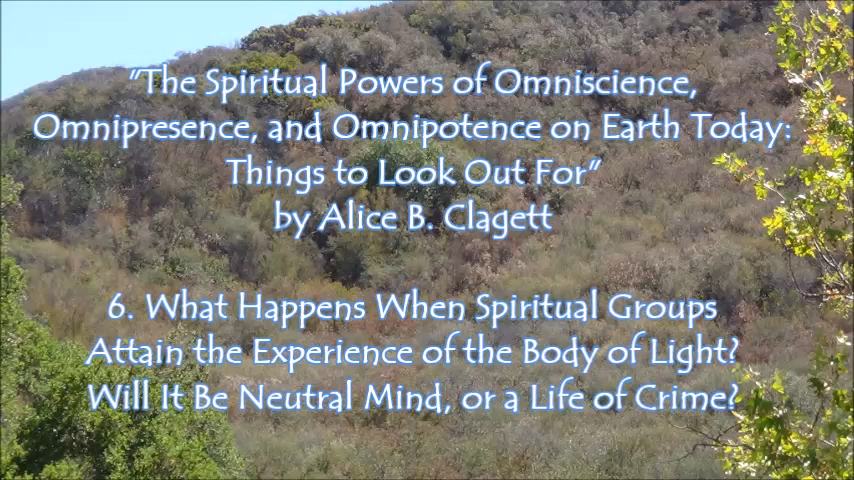 "The Spiritual Powers of Omniscience,
Omnipresence, and Omnipotence on Earth Today:
Things to Look Out For"
by Alice B. Clagett
6. What Happens When Spiritual Groups
Attain the Experience of the Body of Light?
Will It Be Neutral Mind, or a Life of Crime?